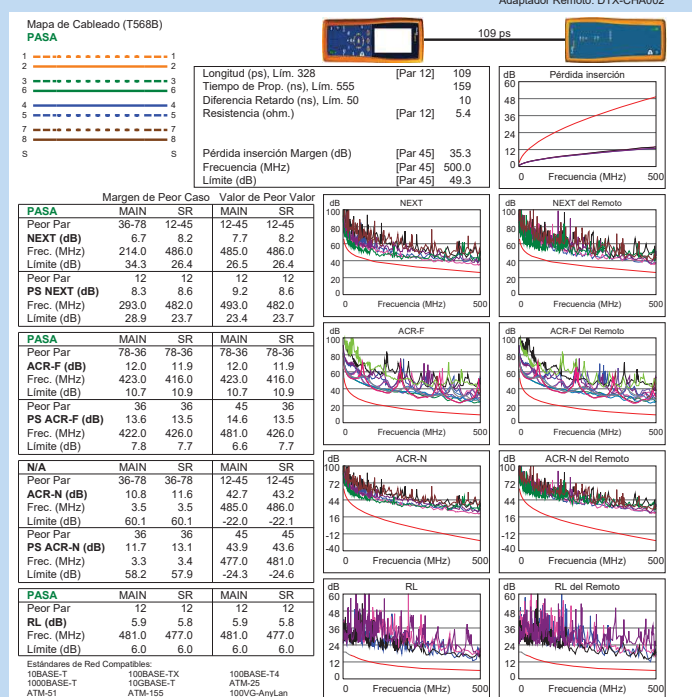 Adaptador Remoto: DTX-CHA002
Mapa de Cableado (T568B)
PASA
1 1
2 2
3 3
6 6
4 4
5 5
7 7
8 8
S S
109 ps
Longitud (ps), Lím. 328 [Par 12] 109
Tiempo de Prop. (ns), Lím. 555 159
Diferencia Retardo (ns), Lím. 50 10
Resistencia (ohm.) [Par 12] 5.4
Pérdida inserción Margen (dB) [Par 45] 35.3
Frecuencia (MHz) [Par 45] 500.0
Límite (dB) [Par 45] 49.3
dB Pérdida inserción
60
48
36
24
12
0
0 Frecuencia (MHz) 500
Margen de Peor Caso Valor de Peor Valor
PASA MAIN SR MAIN SR
Peor Par 36-78 12-45 12-45 12-45
NEXT (dB) 6.7 8.2 7.7 8.2
Frec. (MHz) 214.0 486.0 485.0 486.0
Límite (dB) 34.3 26.4 26.5 26.4
Peor Par 12 12 12 12
PS NEXT (dB) 8.3 8.6 9.2 8.6
Frec. (MHz) 293.0 482.0 493.0 482.0
Límite (dB) 28.9 23.7 23.4 23.7
dB NEXT
100
80
60
40
20
0
0 Frecuencia (MHz) 500
dB NEXT del Remoto
100
80
60
40
20
0
0 Frecuencia (MHz) 500
PASA MAIN SR MAIN SR
Peor Par 78-36 78-36 78-36 78-36
ACR-F (dB) 12.0 11.9 12.0 11.9
Frec. (MHz) 423.0 416.0 423.0 416.0
Límite (dB) 10.7 10.9 10.7 10.9
Peor Par 36 36 45 36
PS ACR-F (dB) 13.6 13.5 14.6 13.5
Frec. (MHz) 422.0 426.0 481.0 426.0
Límite (dB) 7.8 7.7 6.6 7.7
dB ACR-F
100
80
60
40
20
0
0 Frecuencia (MHz) 500
dB ACR-F Del Remoto
100
80
60
40
20
0
0 Frecuencia (MHz) 500
N/A MAIN SR MAIN SR
Peor Par 36-78 36-78 12-45 12-45
ACR-N (dB) 10.8 11.6 42.7 43.2
Frec. (MHz) 3.5 3.5 485.0 486.0
Límite (dB) 60.1 60.1 -22.0 -22.1
Peor Par 36 36 45 45
PS ACR-N (dB) 11.7 13.1 43.9 43.6
Frec. (MHz) 3.3 3.4 477.0 481.0
Límite (dB) 58.2 57.9 -24.3 -24.6
dB ACR-N
100
72
44
16
-12
-40
0 Frecuencia (MHz) 500
dB ACR-N del Remoto
100
72
44
16
-12
-40
0 Frecuencia (MHz) 500
PASA MAIN SR MAIN SR
Peor Par 12 12 12 12
RL (dB) 5.9 5.8 5.9 5.8
Frec. (MHz) 481.0 477.0 481.0 477.0
Límite (dB) 6.0 6.0 6.0 6.0
dB RL
60
48
36
24
12
0
0 Frecuencia (MHz) 500
dB RL del Remoto
60
48
36
24
12
0
0 Frecuencia (MHz) 500
Estándares de Red Compatibles:
10BASE-T 100BASE-TX 100BASE-T4
1000BASE-T 10GBASE-T ATM-25
ATM-51 ATM-155 100VG-AnyLan